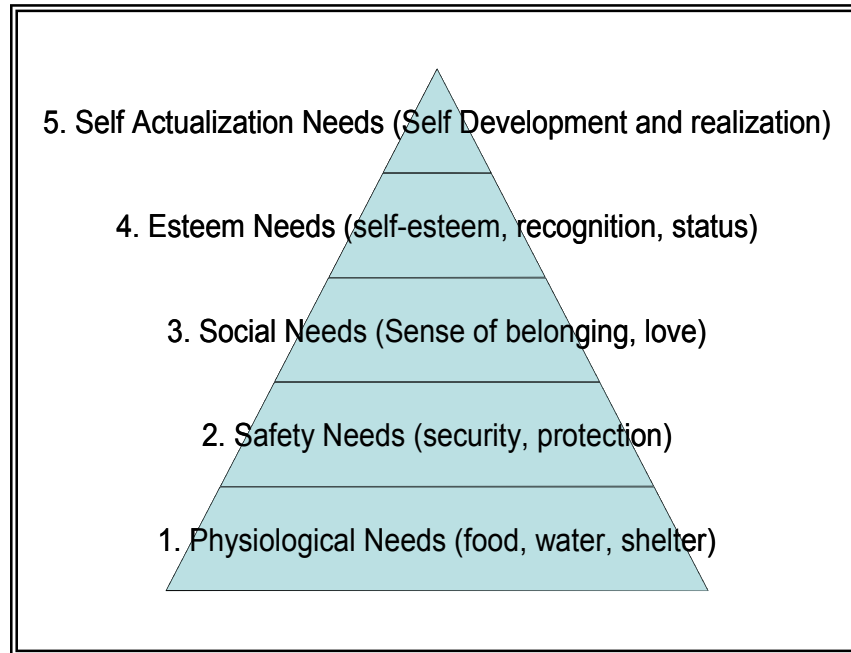 5. Self Actualization Needs (Self Development and realization)
4. Esteem Needs (self-esteem, recognition, status)
3. Social Needs (Sense of belonging, love)
2. Safety Needs (security, protection)
1. Physiological Needs (food, water, shelter)